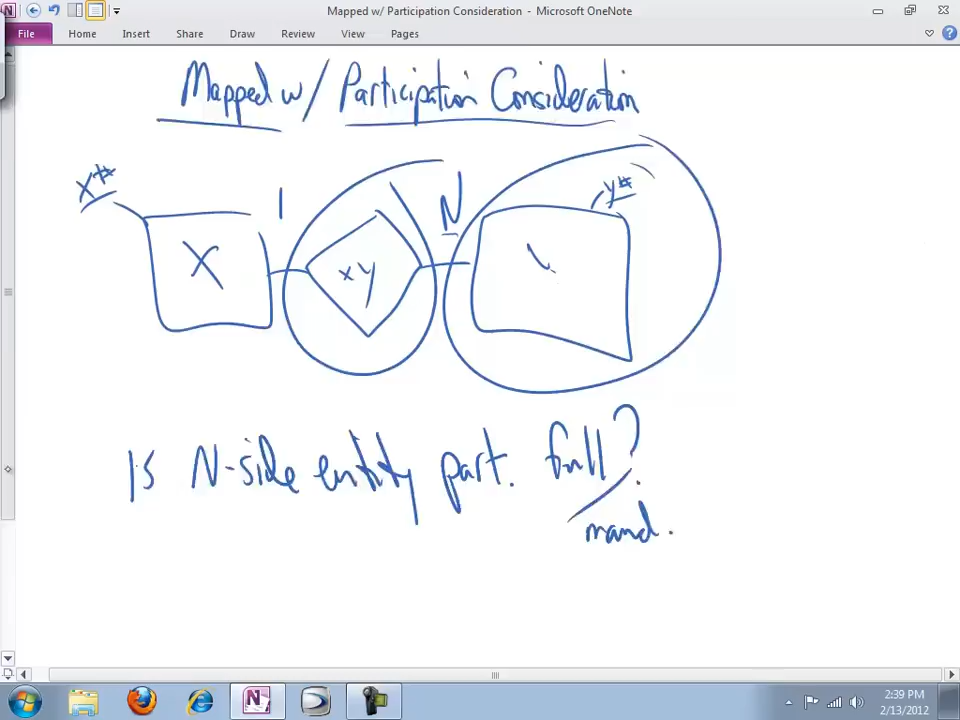 Mapped w/ Participation Consideration - Microsoft OneNote
File Home Insert Share Draw Review View Pages
Mapped w/ Participation Consideration
X# 1 N y#
X xy
Is N-side entity part. full?
mand.
2:39 PM
2/13/2012